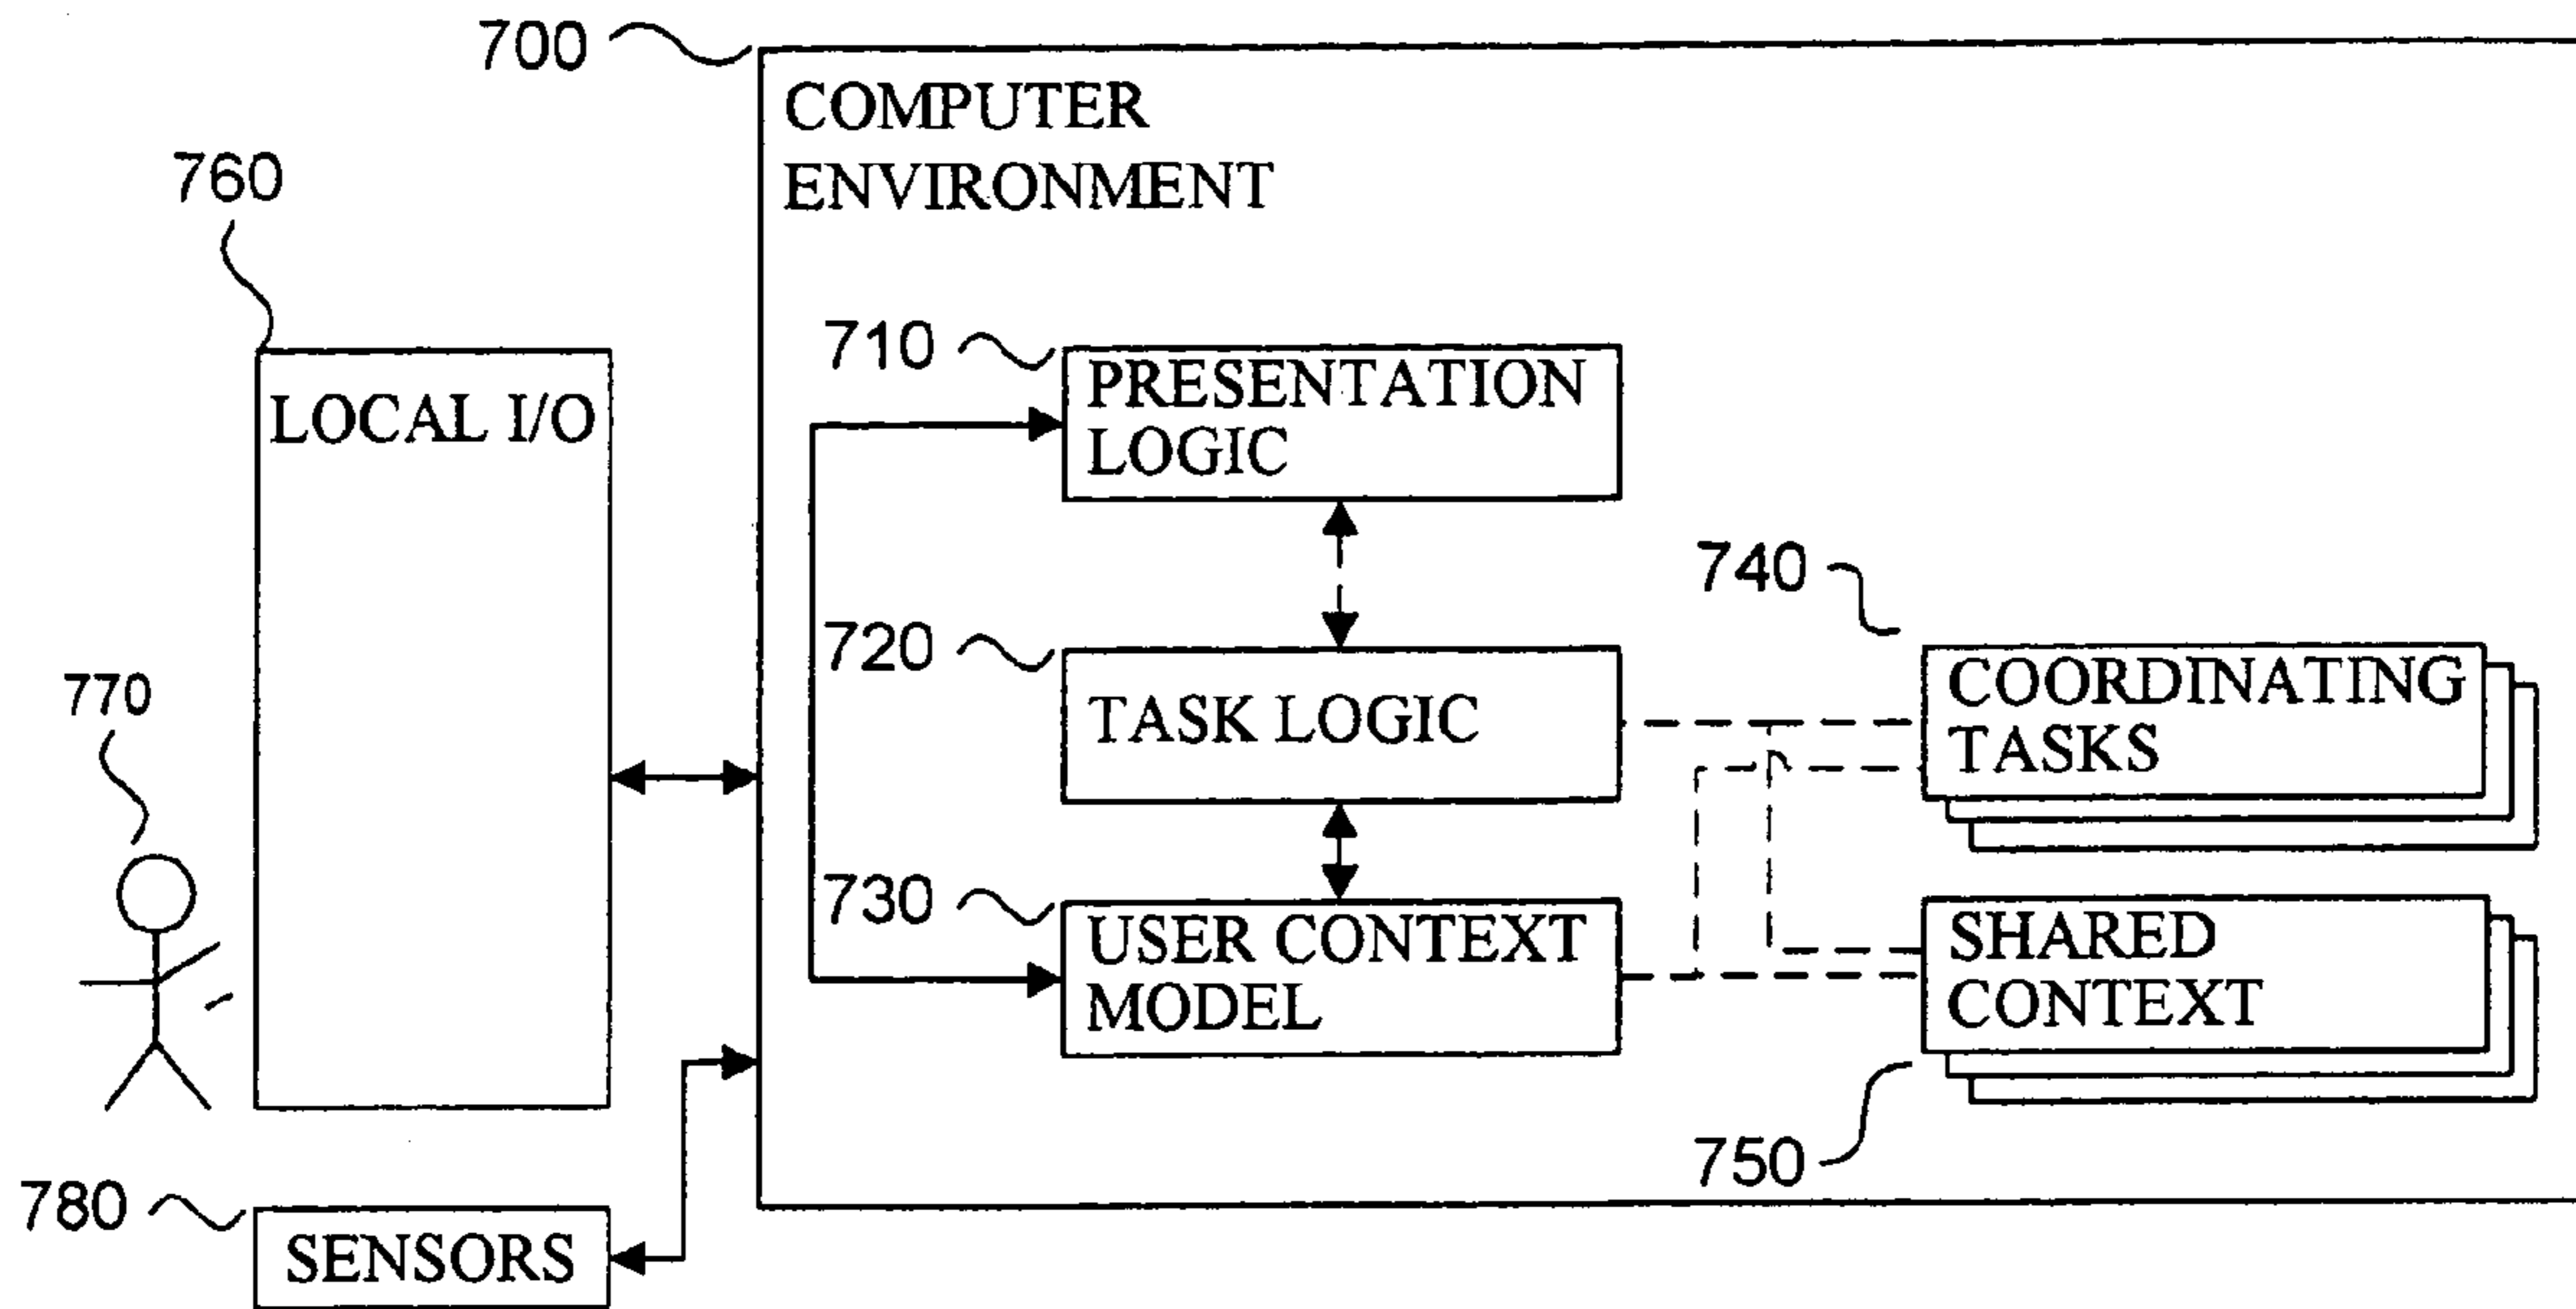 700
COMPUTER
ENVIRONMENT
760
LOCAL I/O
710
PRESENTATION
LOGIC
740
720
TASK LOGIC
COORDINATING
TASKS
770
730
USER CONTEXT
MODEL
SHARED
CONTEXT
750
780
SENSORS